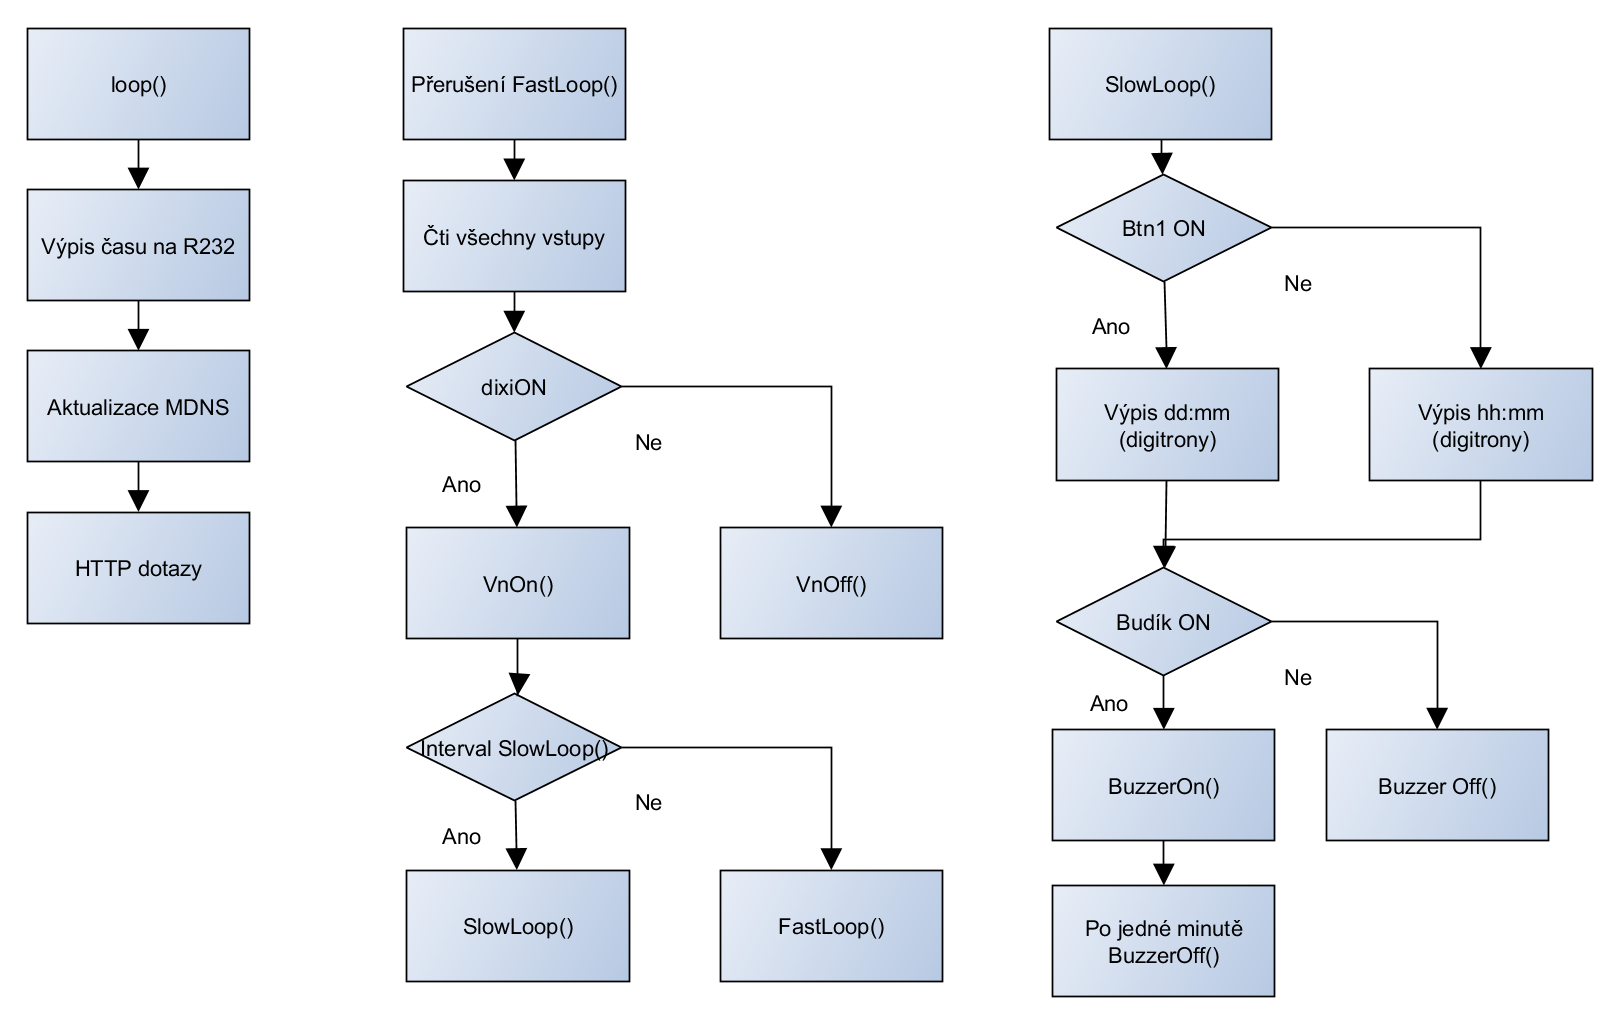 loop()
Výpis času na R232
Aktualizace MDNS
HTTP dotazy
Přerušení FastLoop()
Čti všechny vstupy
dixiON
Ne
Ano
VnOn()
VnOff()
Interval SlowLoop()
Ne
Ano
SlowLoop()
FastLoop()
SlowLoop()
Btn1 ON
Ne
Ano
Výpis dd:mm
(digitrony)
Výpis hh:mm
(digitrony)
Budík ON
Ne
Ano
BuzzerOn()
Buzzer Off()
Po jedné minutě
BuzzerOff()